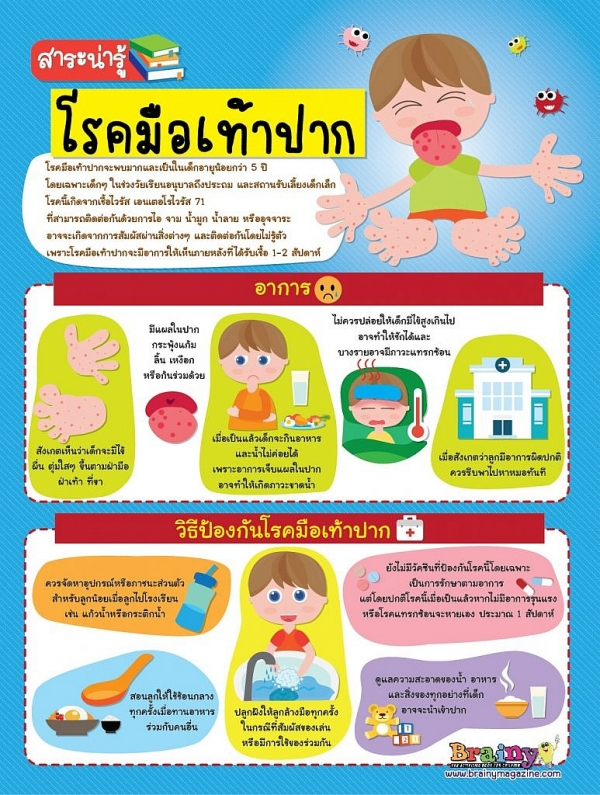 สาระน่ารู้
โรคมือเท้าปาก
โรคมือเท้าปากจะพบมากและเป็นในเด็กอายุน้อยกว่า 5 ปี
โดยเฉพาะเด็กๆ ในช่วงวัยเรียนอนุบาลถึงประถม และสถานรับเลี้ยงเด็กเล็ก
โรคนี้เกิดจากเชื้อไวรัส เอนเตอโรไวรัส 71
ที่สามารถติดต่อกันด้วยการไอ จาม น้ำมูก น้ำลาย หรืออุจจาระ
อาจจะเกิดจากการสัมผัสผ่านสิ่งต่างๆ และติดต่อกันโดยไม่รู้ตัว
เพราะโรคมือเท้าปากจะมีอาการให้เห็นภายหลังที่ได้รับเชื้อ 1-2 สัปดาห์
อาการ
สังเกตเห็นว่าเด็กจะมีไข้
ผื่น ตุ่มใสๆ ขึ้นตามฝ่ามือ
ฝ่าเท้า ที่ขา
มีแผลในปาก
กระพุ้งแก้ม
ลิ้น เหงือก
หรือก้นร่วมด้วย
เมื่อเป็นแล้วเด็กจะกินอาหาร
และน้ำไม่ค่อยได้
เพราะอาการเจ็บแผลในปาก
อาจทำให้เกิดภาวะขาดน้ำ
ไม่ควรปล่อยให้เด็กมีไข้สูงเกินไป
อาจทำให้ชักได้และ
บางรายอาจมีภาวะแทรกซ้อน
เมื่อสังเกตว่าลูกมีอาการผิดปกติ
ควรรีบพาไปหาหมอทันที
วิธีป้องกันโรคมือเท้าปาก
ควรจัดหาอุปกรณ์หรือภาชนะส่วนตัว
สำหรับลูกน้อยเมื่อลูกไปโรงเรียน
เช่น แก้วน้ำหรือกระติกน้ำ
ยังไม่มีวัคซีนที่ป้องกันโรคนี้โดยเฉพาะ
เป็นการรักษาตามอาการ
แต่โดยปกติโรคนี้เมื่อเป็นแล้วหากไม่มีอาการรุนแรง
หรือโรคแทรกซ้อนจะหายเอง ประมาณ 1 สัปดาห์
สอนลูกให้ใช้ช้อนกลาง
ทุกครั้งเมื่อทานอาหาร
ร่วมกับคนอื่น
ปลูกฝังให้ลูกล้างมือทุกครั้ง
ในกรณีที่สัมผัสของเล่น
หรือมีการใช้ของร่วมกัน
ดูแลความสะอาดของน้ำ อาหาร
และสิ่งของทุกอย่างที่เด็ก
อาจจะนำเข้าปาก
Brainy
www.brainymagazine.com